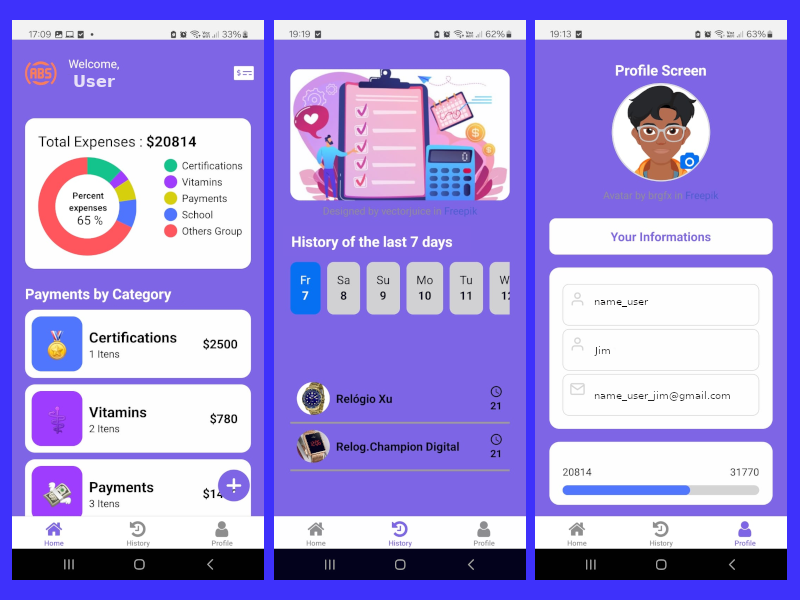 17:09
33%
ABS
Welcome,
User
Total Expenses : $20814
Percent
expenses
65 %
Certifications
Vitamins
Payments
School
Others Group
Payments by Category
Certifications
1 Itens
$2500
Vitamins
2 Itens
$780
Payments
3 Itens
Home
History
Profile
19:19
62%
Designed by vectorjuice in Freepik
History of the last 7 days
Fr
7
Sa
8
Su
9
Mo
10
Tu
11
Relógio Xu
21
Relog.Champion Digital
21
Home
History
Profile
19:13
63%
Profile Screen
Avatar by brgfx in Freepik
Your Informations
name_user
Jim
name_user_jim@gmail.com
20814
31770
Home
History
Profile